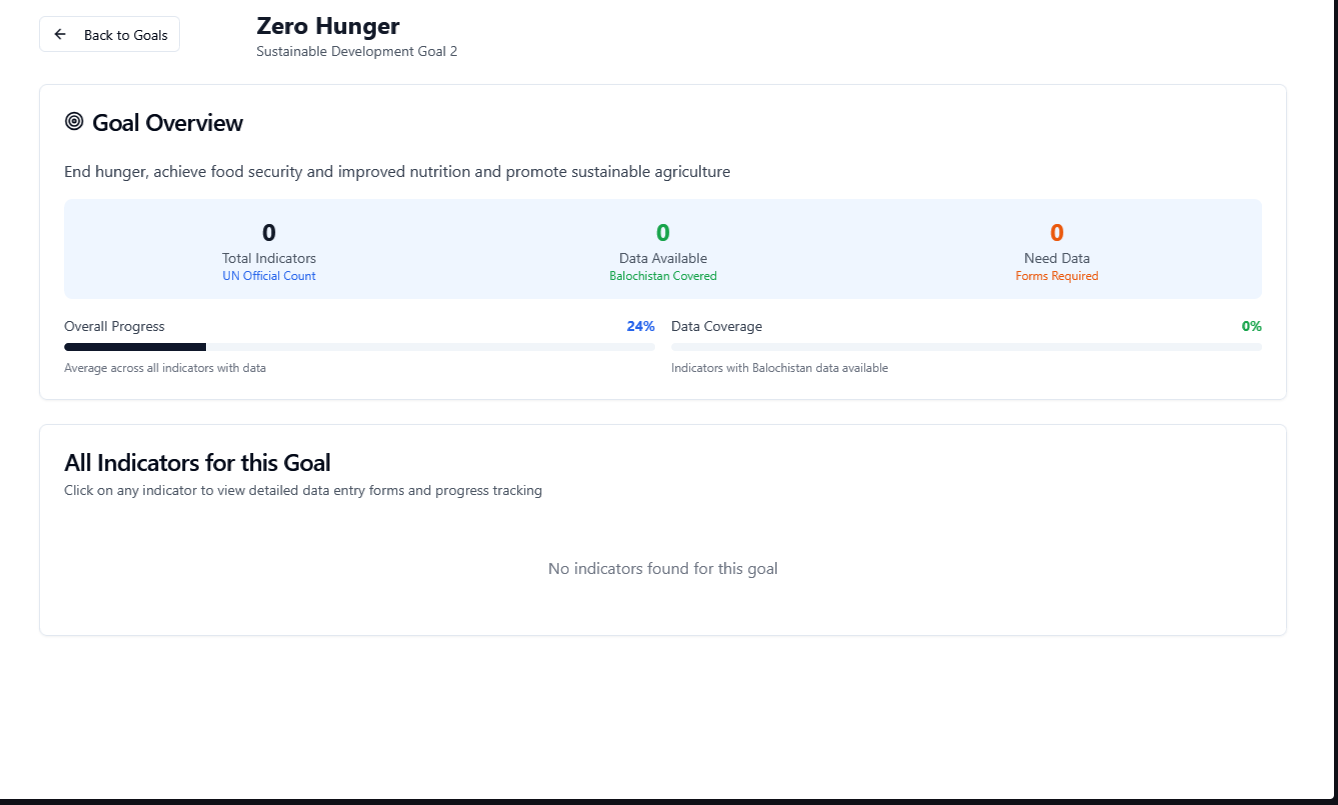 Back to Goals
Zero Hunger
Sustainable Development Goal 2
Goal Overview
End hunger, achieve food security and improved nutrition and promote sustainable agriculture
0
Total Indicators
UN Official Count
0
Data Available
Balochistan Covered
0
Need Data
Forms Required
Overall Progress 24%
Average across all indicators with data
Data Coverage 0%
Indicators with Balochistan data available
All Indicators for this Goal
Click on any indicator to view detailed data entry forms and progress tracking
No indicators found for this goal